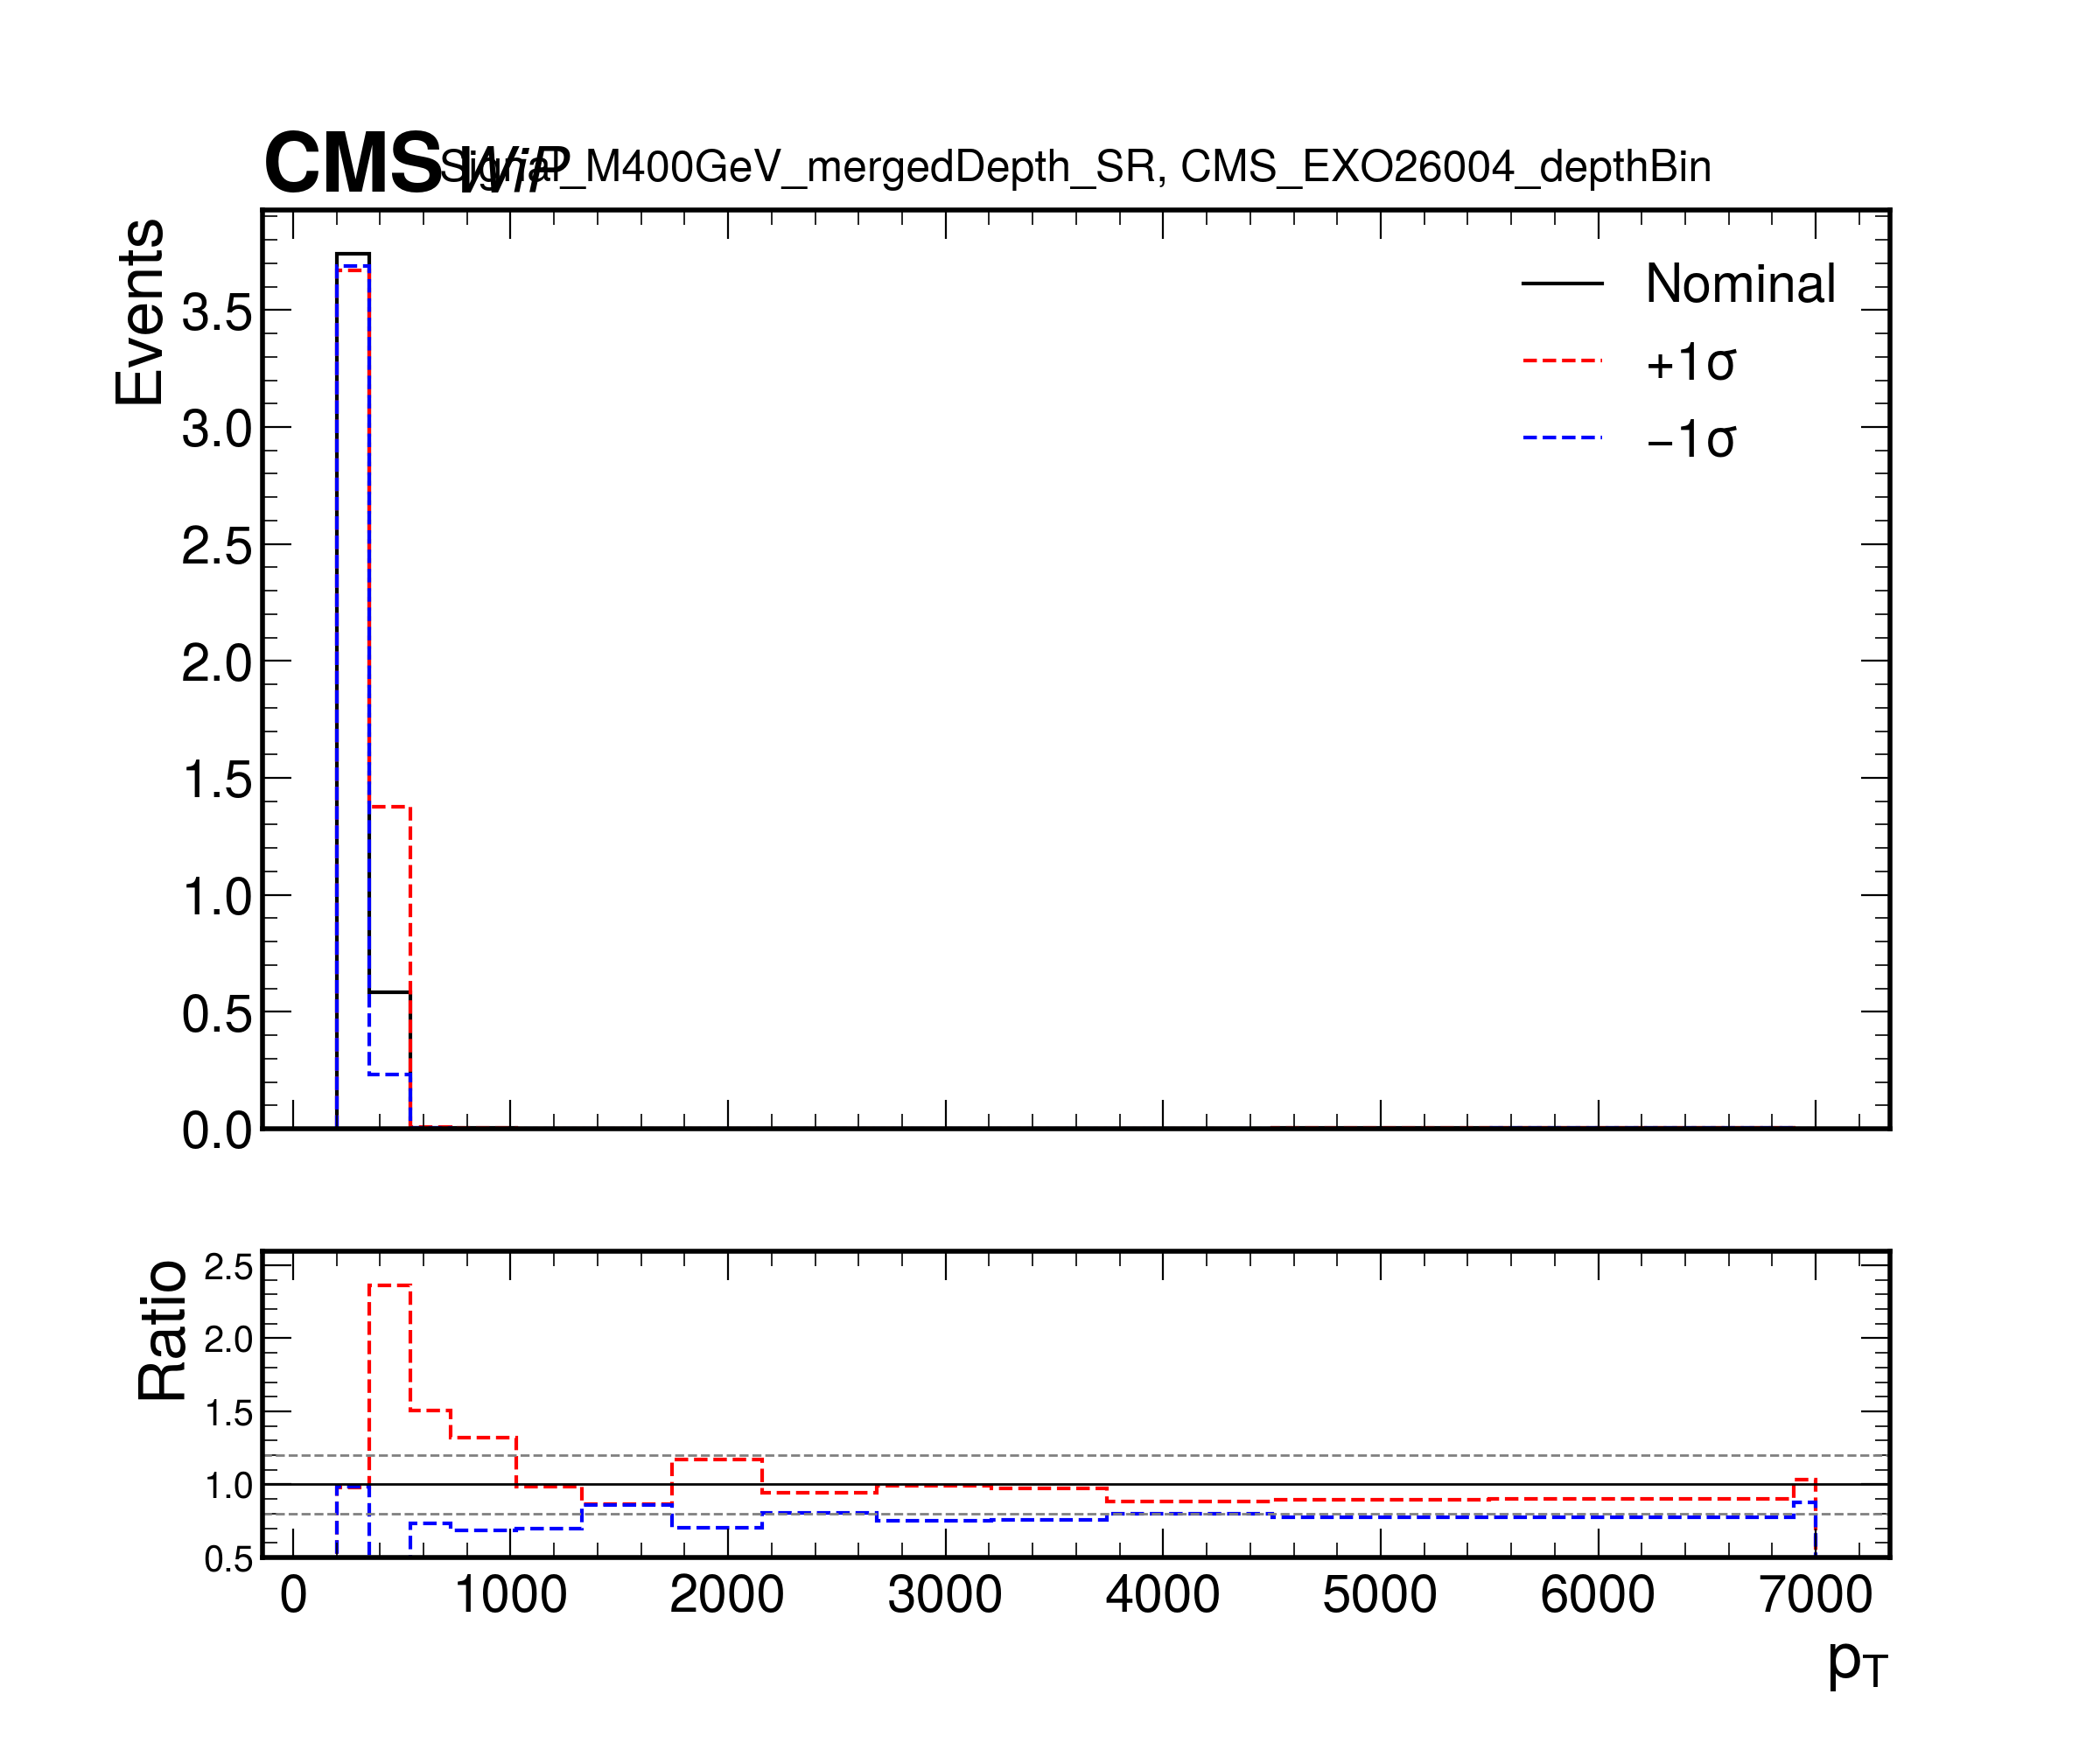 CMS WiP Signal_M400GeV_mergedDepth_SR, CMS_EXO26004_depthBin
Events
3.5
3.0
2.5
2.0
1.5
1.0
0.5
0.0
Nominal
+1σ
−1σ
Ratio
2.5
2.0
1.5
1.0
0.5
0 1000 2000 3000 4000 5000 6000 7000
pT